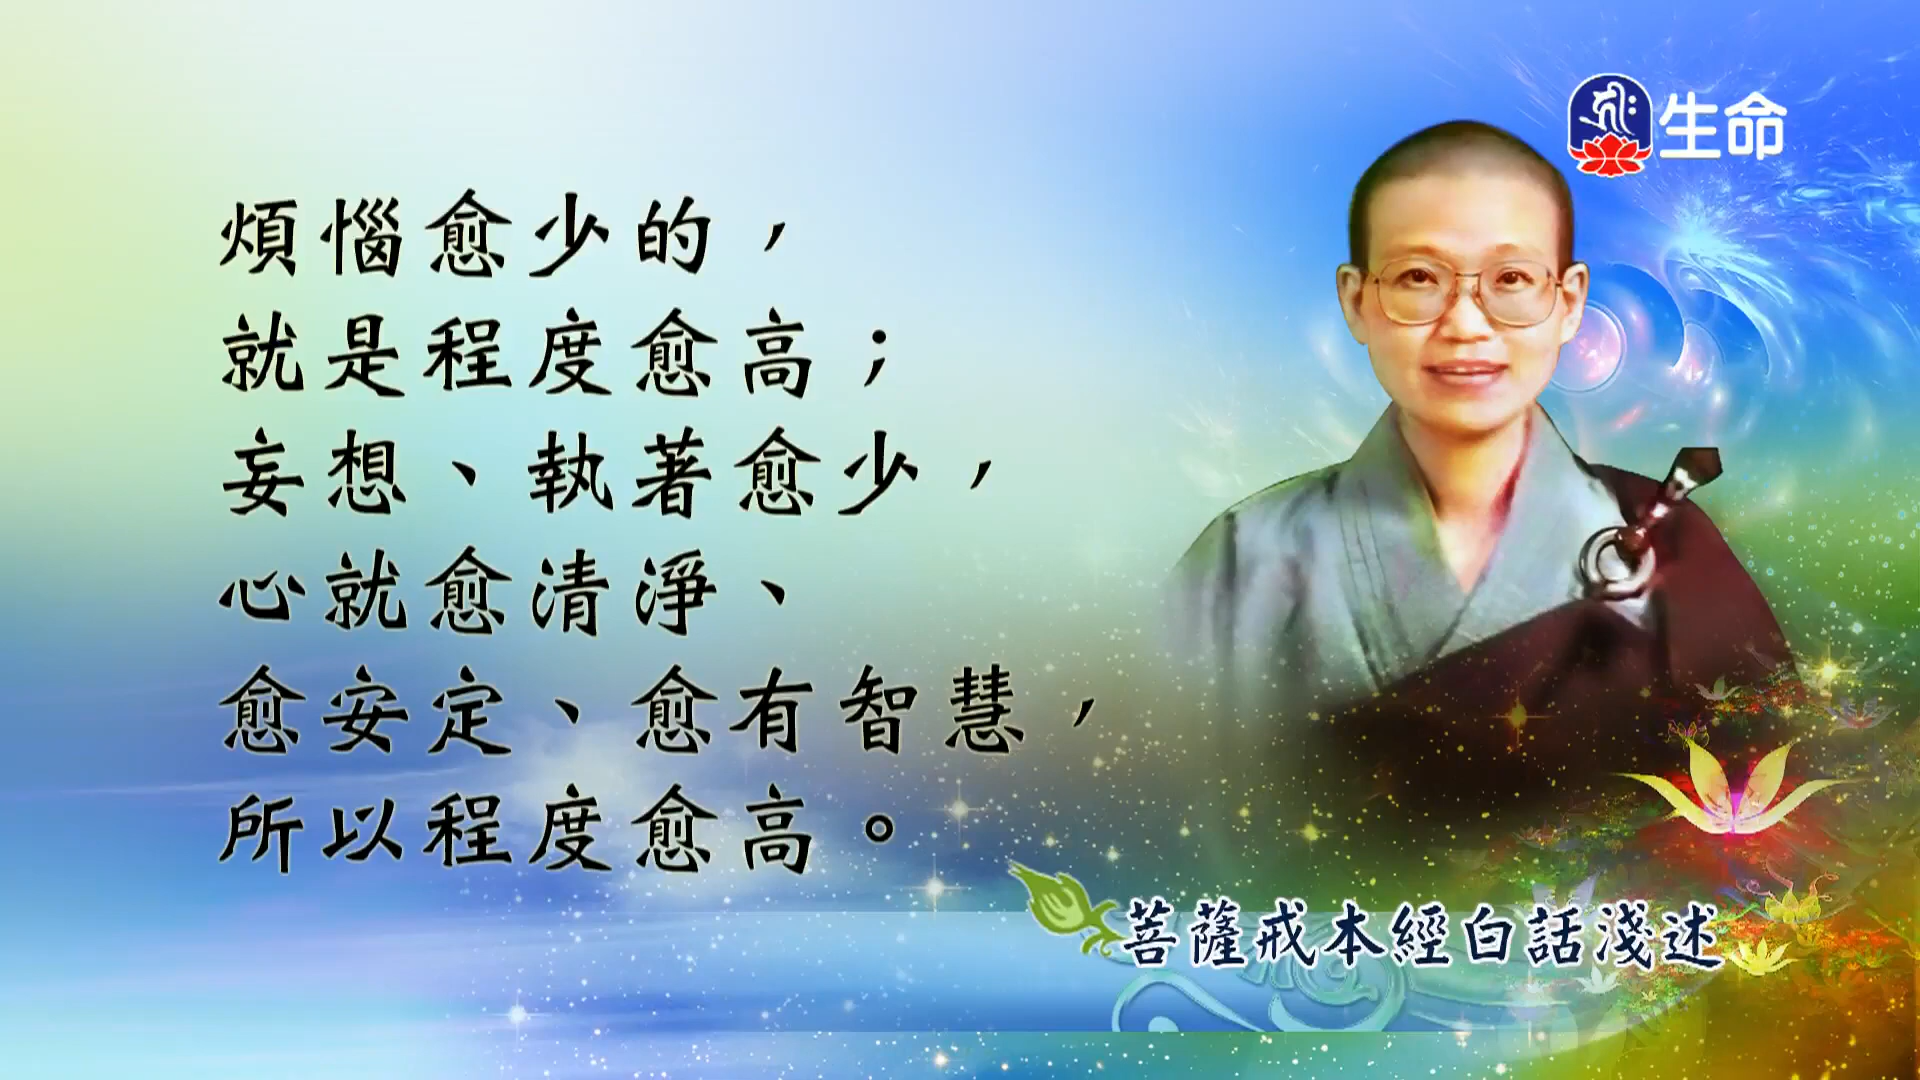 煩惱愈少的，
就是程度愈高；
妄想、執著愈少，
心就愈清淨、
愈安定、愈有智慧，
所以程度愈高。
生命
菩薩戒本經白話淺述